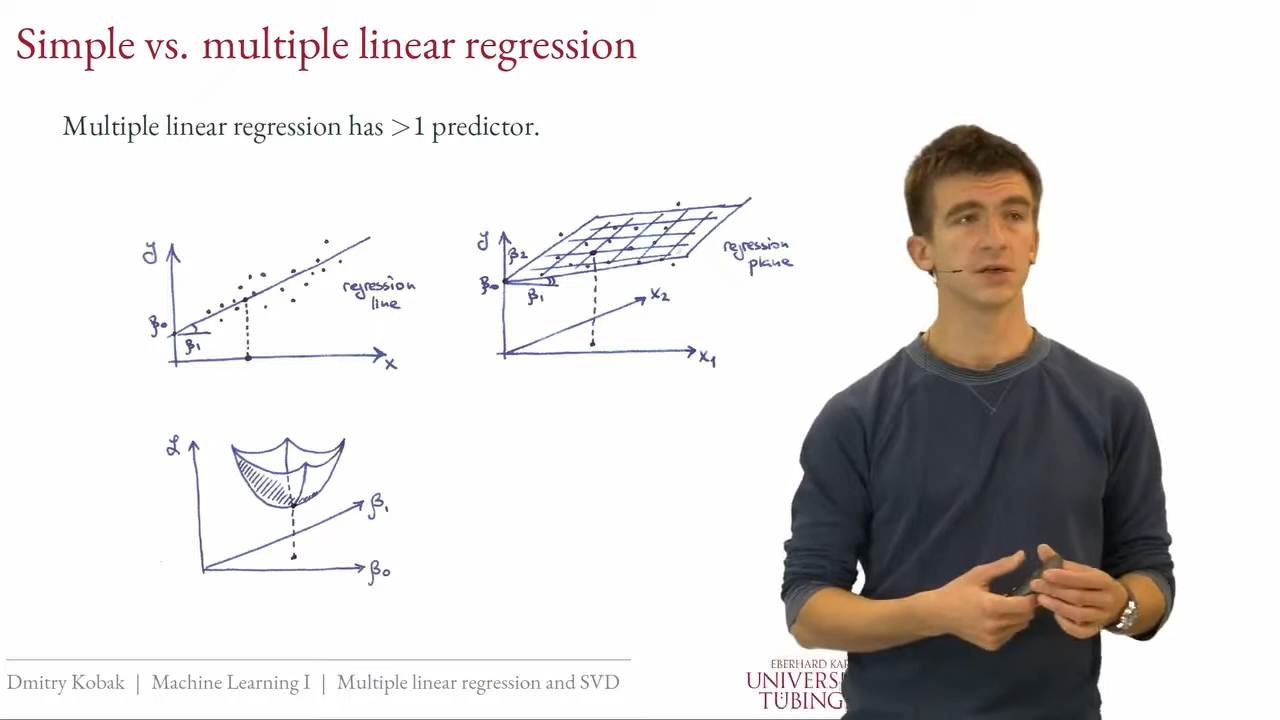 Simple vs. multiple linear regression
Multiple linear regression has >1 predictor.
y
β₀
β₁
regression
line
x
y
β₂
β₀
β₁
regression
plane
x₂
x₁
ℒ
β₁
β₀
Dmitry Kobak | Machine Learning I | Multiple linear regression and SVD
EBERHARD KAR
UNIVERSI
TÜBING